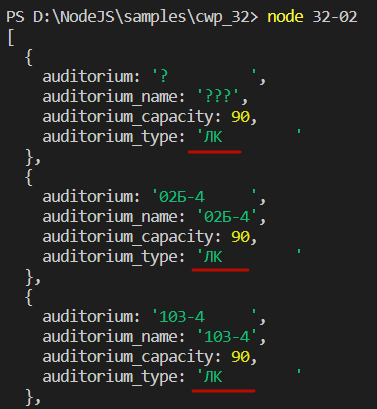 PS D:\NodeJS\samples\cwp_32> node 32-02
[
  {
    auditorium: '?         ',
    auditorium_name: '???',
    auditorium_capacity: 90,
    auditorium_type: 'ЛК        '
  },
  {
    auditorium: '02Б-4     ',
    auditorium_name: '02Б-4',
    auditorium_capacity: 90,
    auditorium_type: 'ЛК        '
  },
  {
    auditorium: '103-4     ',
    auditorium_name: '103-4',
    auditorium_capacity: 90,
    auditorium_type: 'ЛК        '
  },